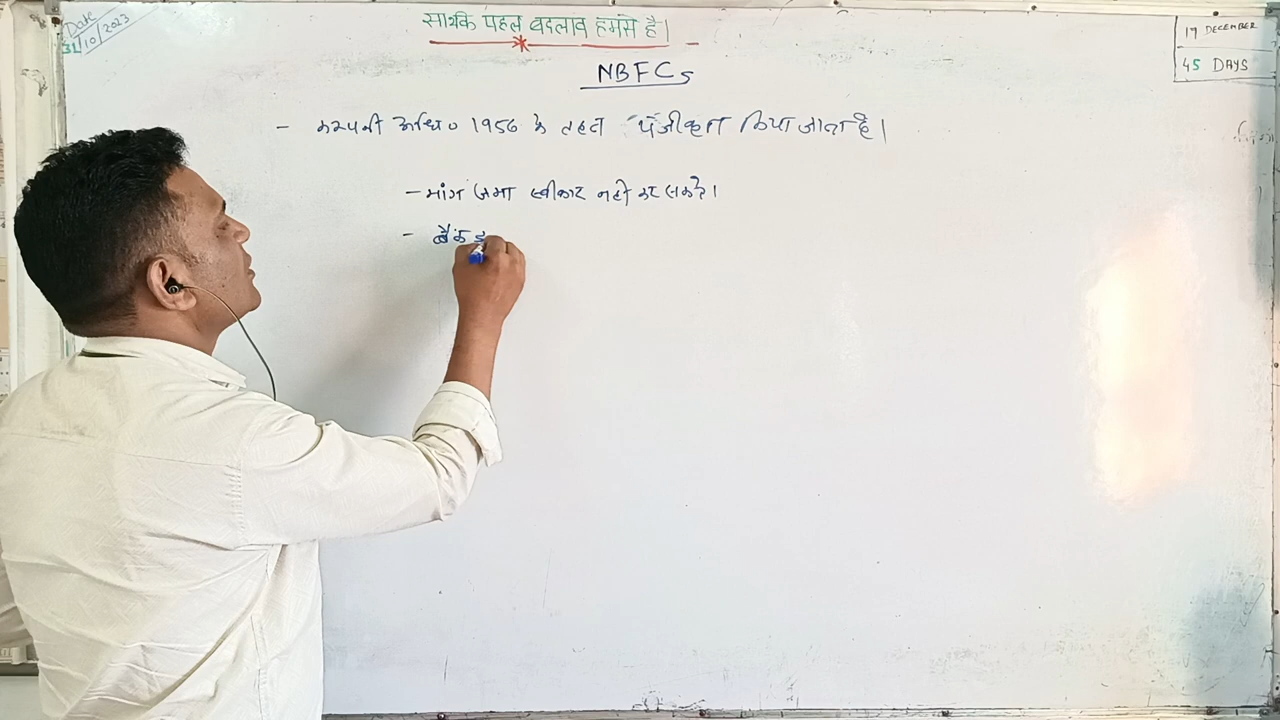 Date
31/10/2023
सार्थक पहल बदलाव हमसे है।
19 DECEMBER
45 DAYS
NBFCs
- कम्पनी अधि० 1956 के तहत पंजीकृत किया जाता है।
- मांग जमा स्वीकार नहीं कर सकते।
- बैंक